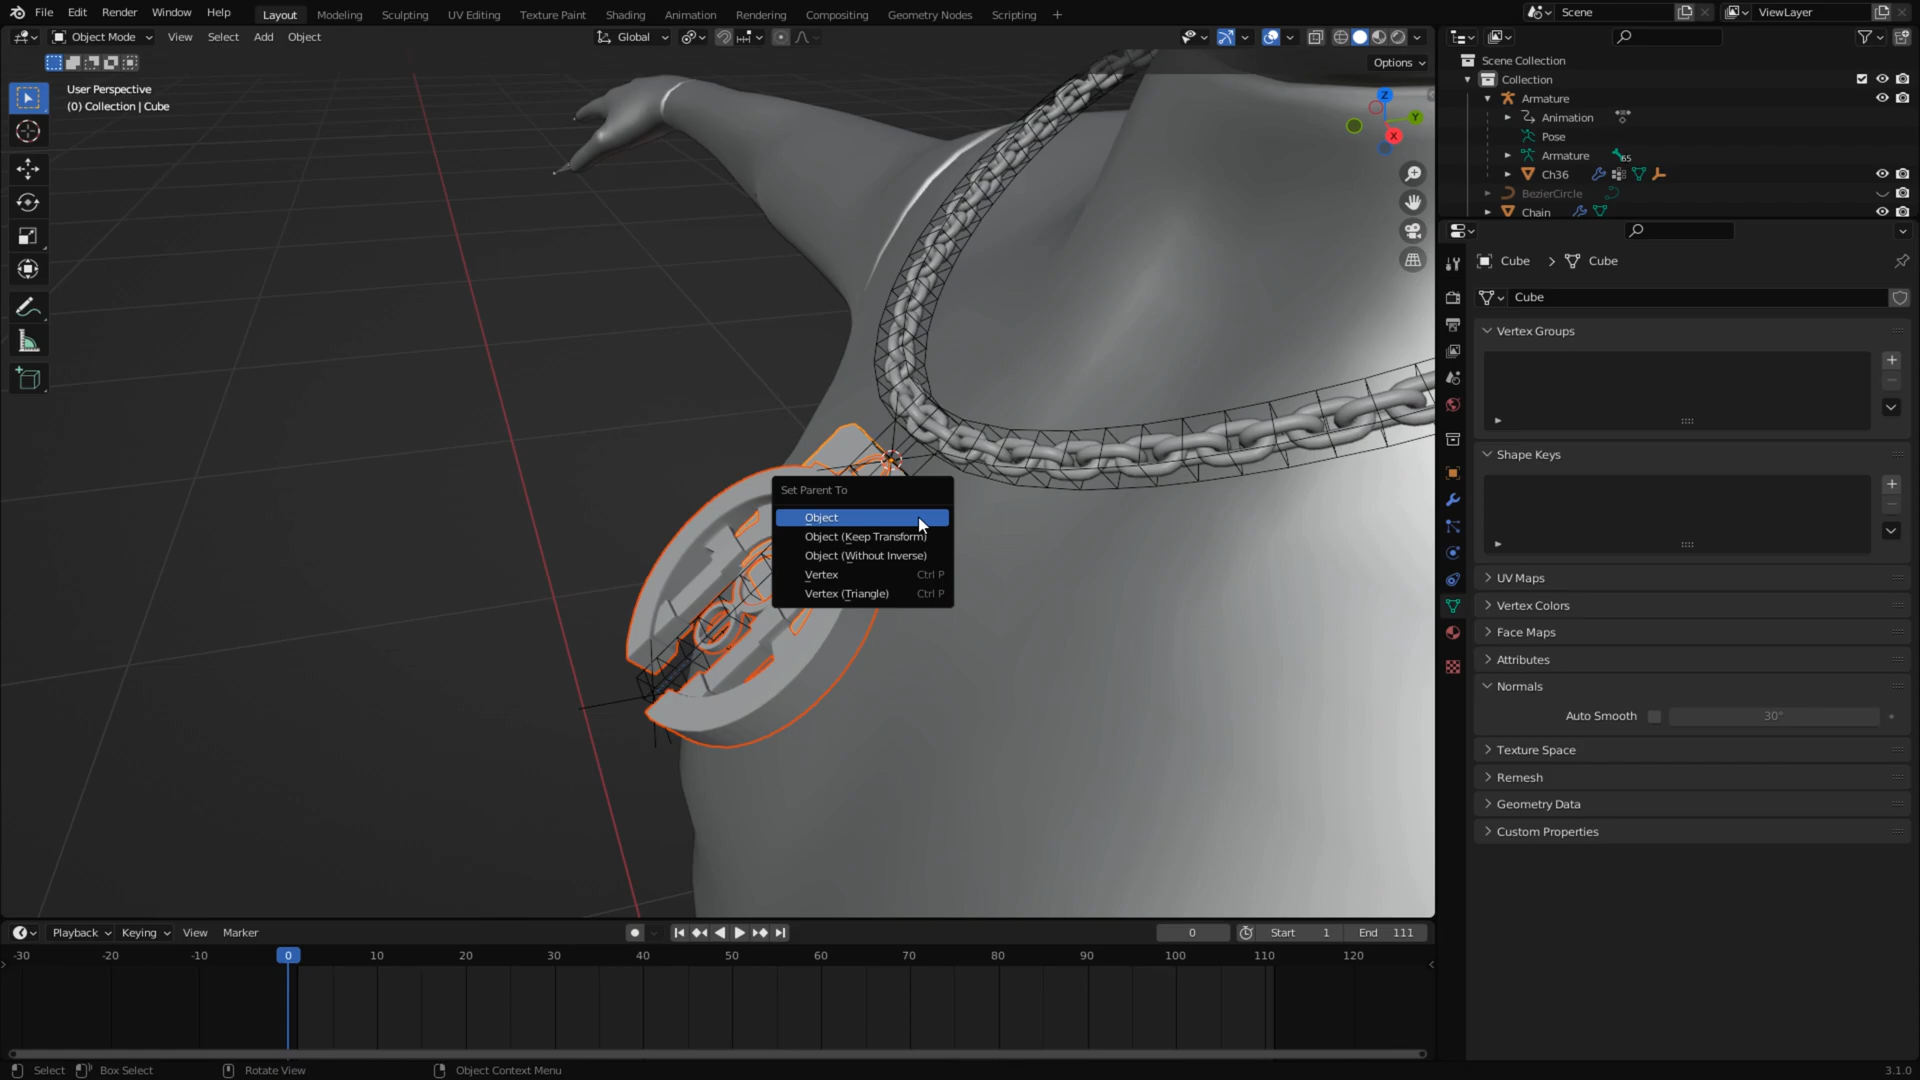 File Edit Render Window Help Layout Modeling Sculpting UV Editing Texture Paint Shading Animation Rendering Compositing Geometry Nodes Scripting + Scene ViewLayer
Object Mode View Select Add Object Global
Options
User Perspective
(0) Collection | Cube
Z
Y
X
Scene Collection
Collection
Armature
Animation
Pose
Armature 65
Ch36
BezierCircle
Chain
Cube > Cube
Cube
Vertex Groups
Shape Keys
UV Maps
Vertex Colors
Face Maps
Attributes
Normals
Auto Smooth 30°
Texture Space
Remesh
Geometry Data
Custom Properties
Set Parent To
Object
Object (Keep Transform)
Object (Without Inverse)
Vertex Ctrl P
Vertex (Triangle) Ctrl P
Playback Keying View Marker 0 Start 1 End 111
-30 -20 -10 0 10 20 30 40 50 60 70 80 90 100 110 120
Select Box Select Rotate View Object Context Menu 3.1.0